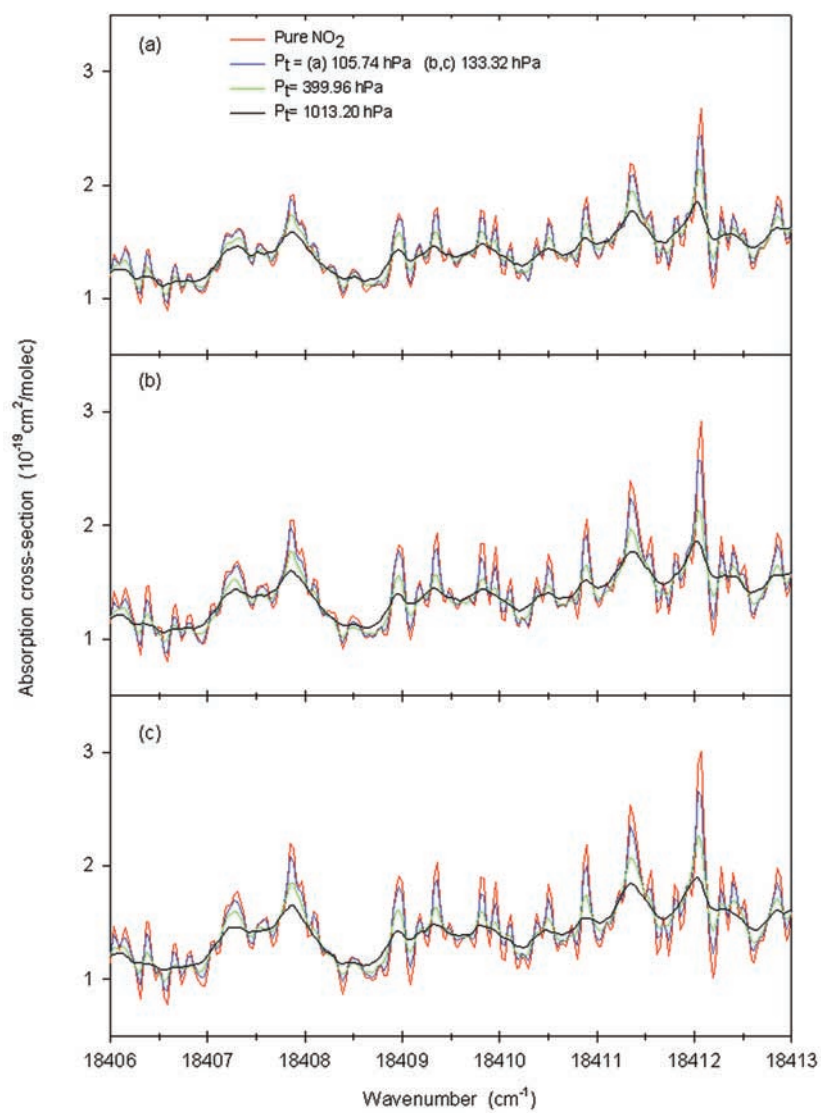 (a)
Pure NO₂
Pₜ = (a) 105.74 hPa (b,c) 133.32 hPa
Pₜ= 399.96 hPa
Pₜ= 1013.20 hPa
3
2
1
(b)
3
2
1
(c)
3
2
1
Absorption cross-section (10⁻¹⁹cm²/molec)
18406 18407 18408 18409 18410 18411 18412 18413
Wavenumber (cm⁻¹)